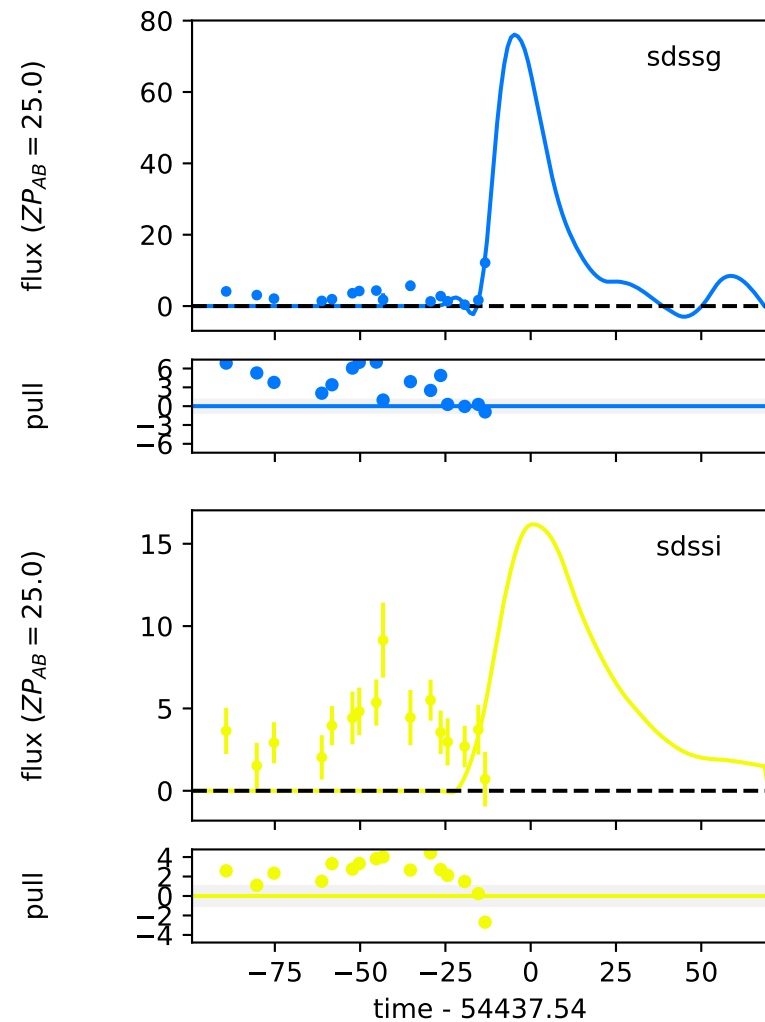 80
60
40
20
0
flux (ZP_AB = 25.0)
sdssg
6
3
0
−3
−6
pull
15
10
5
0
flux (ZP_AB = 25.0)
sdssi
4
2
0
−2
−4
pull
−75 −50 −25 0 25 50
time - 54437.54